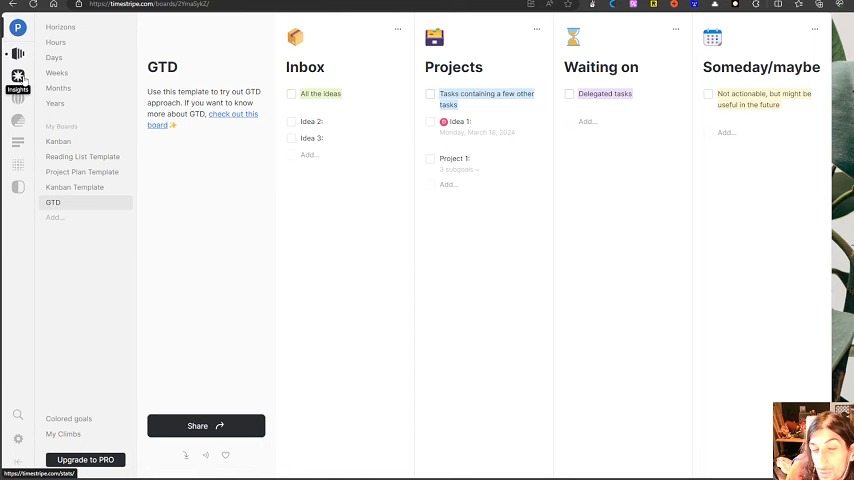 https://timestripe.com/boards/2YmaSykZ/
P
Insights
Horizons
Hours
Days
Weeks
Months
Years
My Boards
Kanban
Reading List Template
Project Plan Template
Kanban Template
GTD
Add...
Colored goals
My Climbs
Upgrade to PRO
https://timestripe.com/stats/
GTD
Use this template to try out GTD
approach. If you want to know
more about GTD, check out this
board✨
Share
Inbox
All the ideas
Idea 2:
Idea 3:
Add...
Projects
Tasks containing a few other
tasks
🎯 Idea 1:
Monday, March 18, 2024
Project 1:
3 subgoals
Add...
Waiting on
Delegated tasks
Add...
Someday/maybe
Not actionable, but might be
useful in the future
Add...